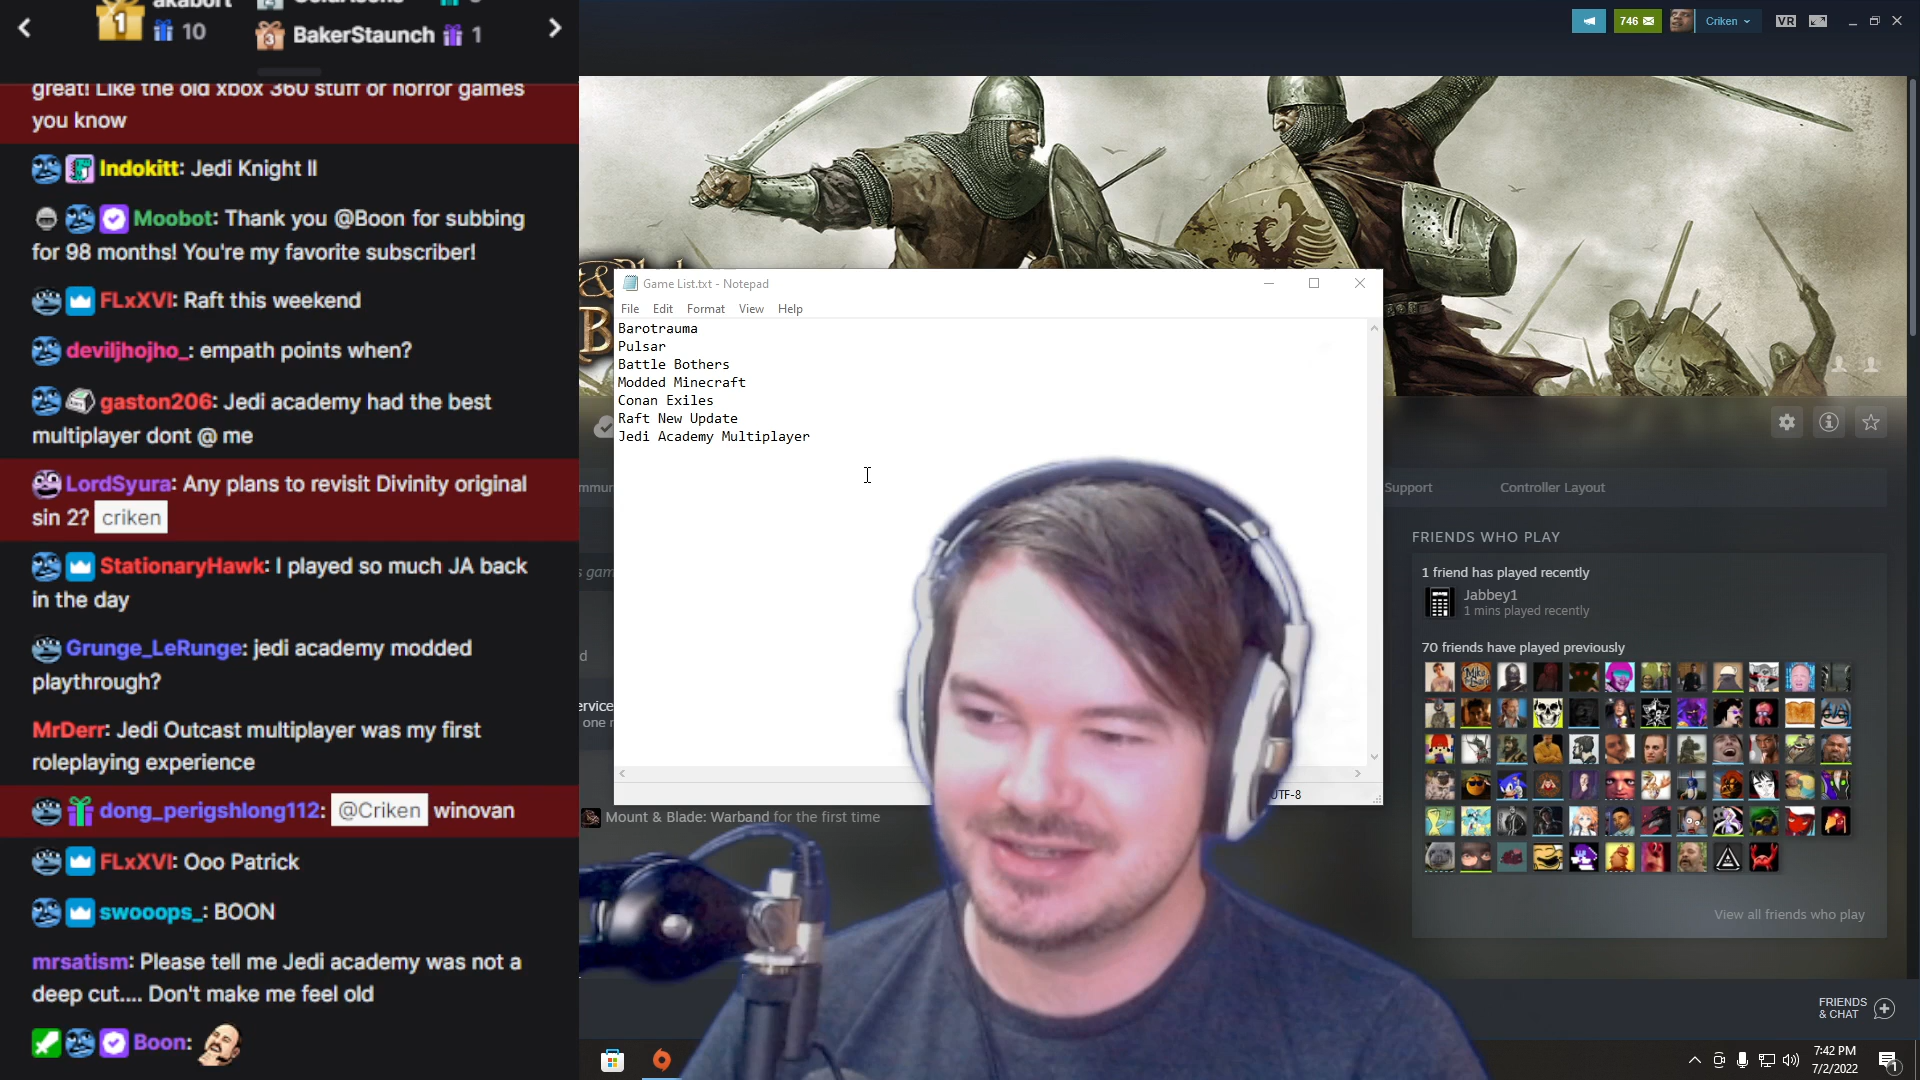 10
BakerStaunch 1
great! Like the old xbox 360 stuff or horror games
you know
Indokitt: Jedi Knight II
Moobot: Thank you @Boon for subbing
for 98 months! You're my favorite subscriber!
FLxXVI: Raft this weekend
deviljhojho_: empath points when?
gaston206: Jedi academy had the best
multiplayer dont @ me
LordSyura: Any plans to revisit Divinity original
sin 2? criken
StationaryHawk: I played so much JA back
in the day
Grunge_LeRunge: jedi academy modded
playthrough?
MrDerr: Jedi Outcast multiplayer was my first
roleplaying experience
dong_perigshlong112: @Criken winovan
FLxXVI: Ooo Patrick
swooops_: BOON
mrsatism: Please tell me Jedi academy was not a
deep cut.... Don't make me feel old
Boon:
746
Criken
VR
Game List.txt - Notepad
File Edit Format View Help
Barotrauma
Pulsar
Battle Bothers
Modded Minecraft
Conan Exiles
Raft New Update
Jedi Academy Multiplayer
UTF-8
Support
Controller Layout
FRIENDS WHO PLAY
1 friend has played recently
Jabbey1
1 mins played recently
70 friends have played previously
View all friends who play
Mount & Blade: Warband for the first time
FRIENDS
& CHAT
7:42 PM
7/2/2022
1